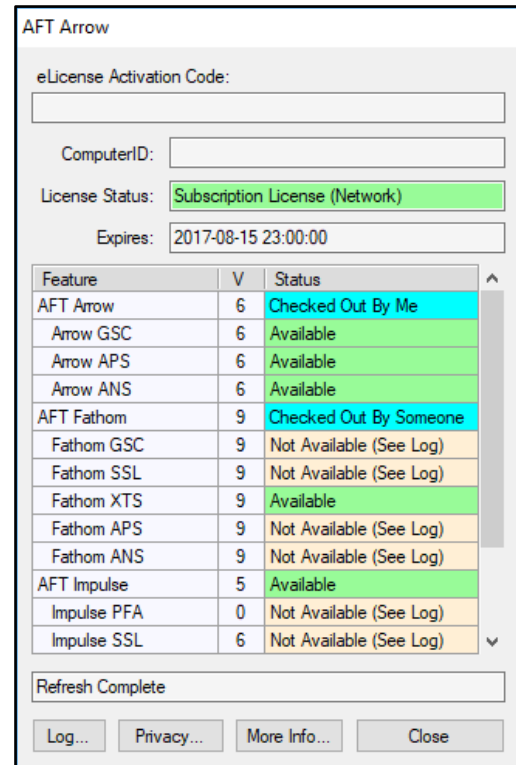 AFT Arrow
eLicense Activation Code:
ComputerID:
License Status: Subscription License (Network)
Expires: 2017-08-15 23:00:00
Feature V Status
AFT Arrow 6 Checked Out By Me
Arrow GSC 6 Available
Arrow APS 6 Available
Arrow ANS 6 Available
AFT Fathom 9 Checked Out By Someone
Fathom GSC 9 Not Available (See Log)
Fathom SSL 9 Not Available (See Log)
Fathom XTS 9 Available
Fathom APS 9 Not Available (See Log)
Fathom ANS 9 Not Available (See Log)
AFT Impulse 5 Available
Impulse PFA 0 Not Available (See Log)
Impulse SSL 6 Not Available (See Log)
Refresh Complete
Log... Privacy... More Info... Close